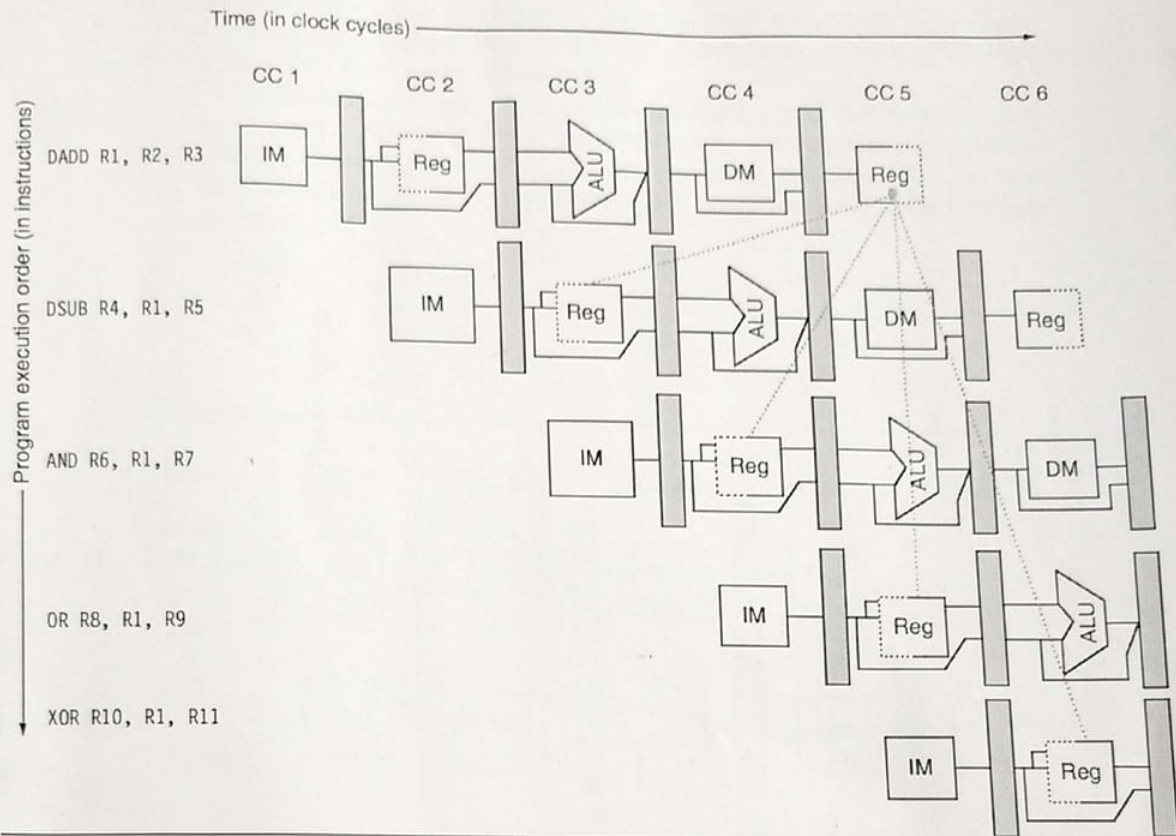 Time (in clock cycles)
CC 1 CC 2 CC 3 CC 4 CC 5 CC 6
Program execution order (in instructions)
DADD R1, R2, R3
IM Reg ALU DM Reg
DSUB R4, R1, R5
IM Reg ALU DM Reg
AND R6, R1, R7
IM Reg ALU DM
OR R8, R1, R9
IM Reg ALU
XOR R10, R1, R11
IM Reg